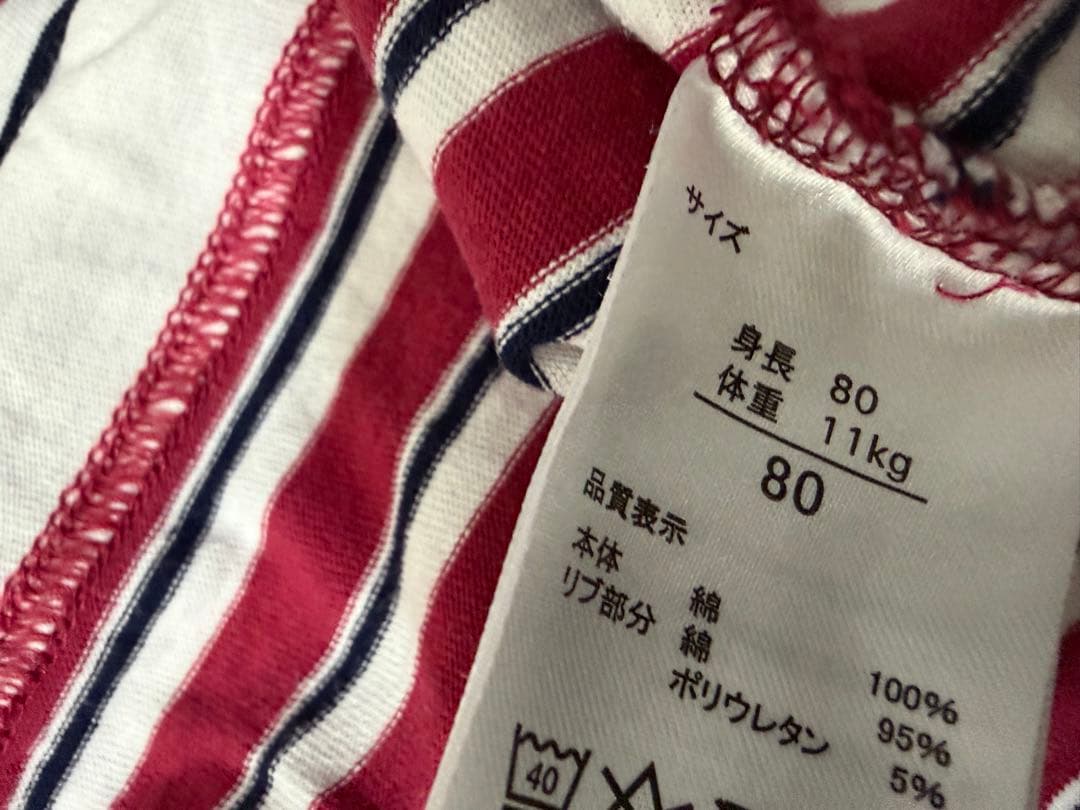 サイズ
身長 80
体重 11kg
80
品質表示
本体 綿 100%
リブ部分 綿 95%
ポリウレタン 5%
40